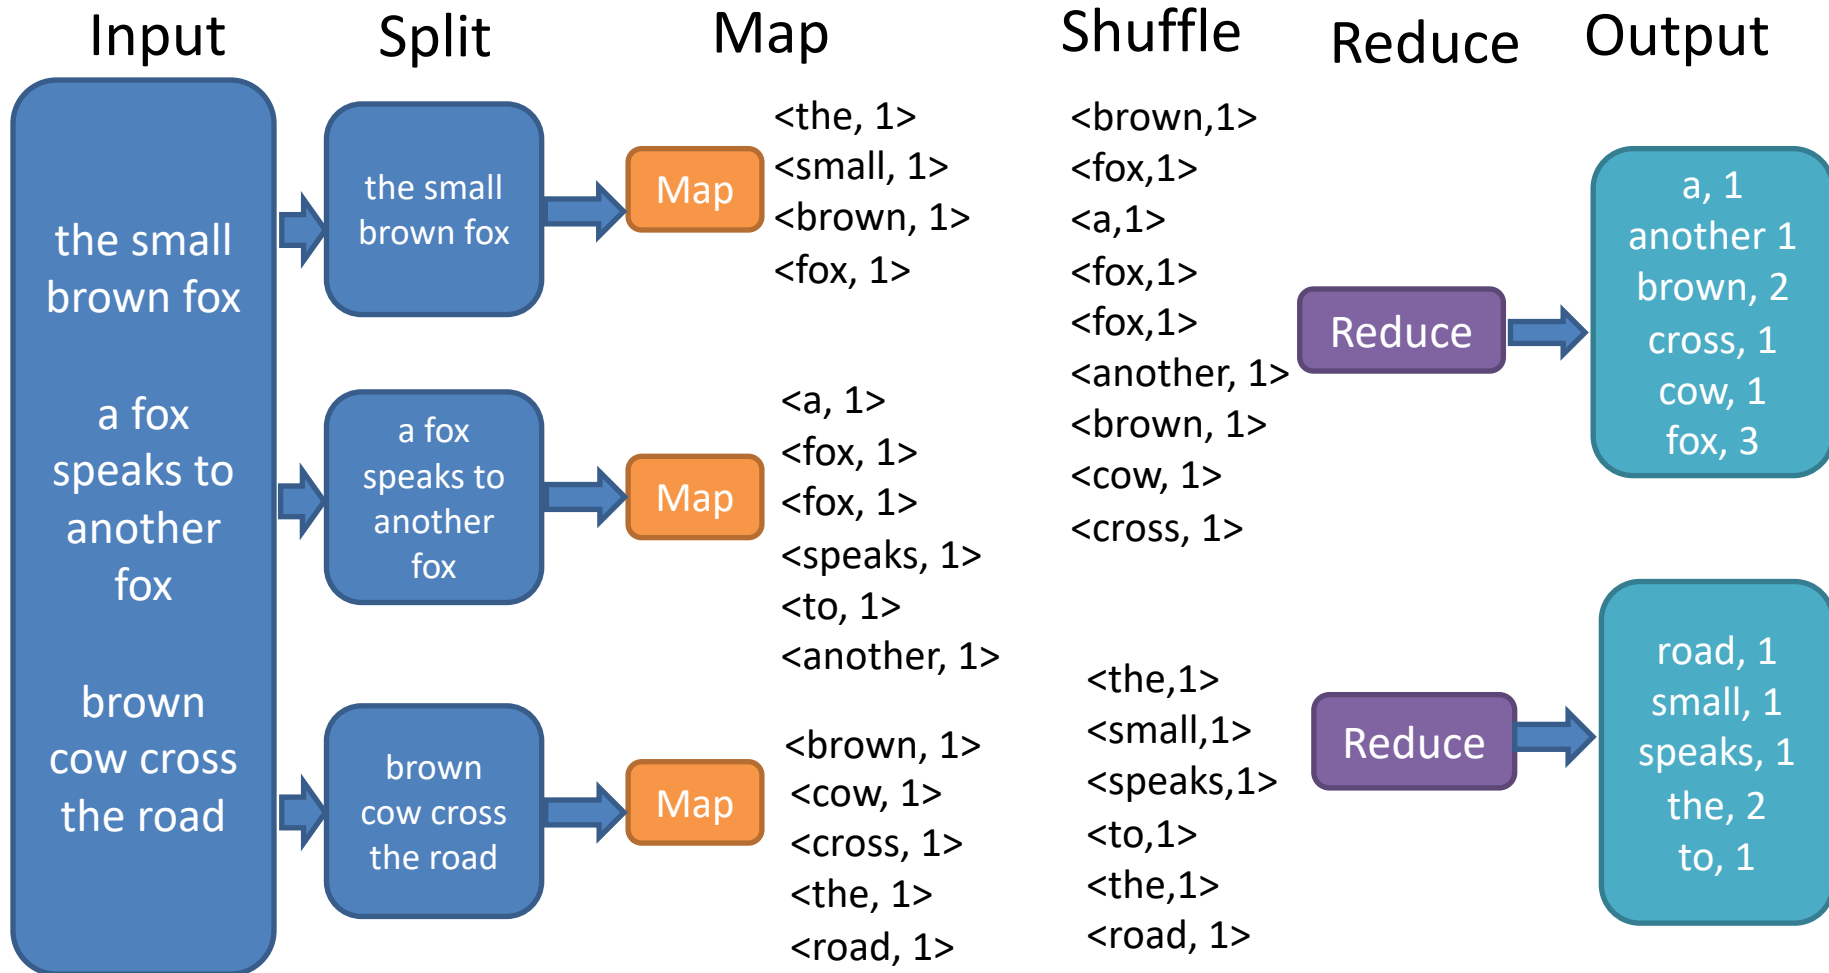 Input
Split
Map
Shuffle
Reduce
Output
the small
brown fox
a fox
speaks to
another
fox
brown
cow cross
the road
the small
brown fox
a fox
speaks to
another
fox
brown
cow cross
the road
Map
Map
Map
<the, 1>
<small, 1>
<brown, 1>
<fox, 1>
<a, 1>
<fox, 1>
<fox, 1>
<speaks, 1>
<to, 1>
<another, 1>
<brown, 1>
<cow, 1>
<cross, 1>
<the, 1>
<road, 1>
<brown,1>
<fox,1>
<a,1>
<fox,1>
<fox,1>
<another, 1>
<brown, 1>
<cow, 1>
<cross, 1>
<the,1>
<small,1>
<speaks,1>
<to,1>
<the,1>
<road, 1>
Reduce
Reduce
a, 1
another 1
brown, 2
cross, 1
cow, 1
fox, 3
road, 1
small, 1
speaks, 1
the, 2
to, 1